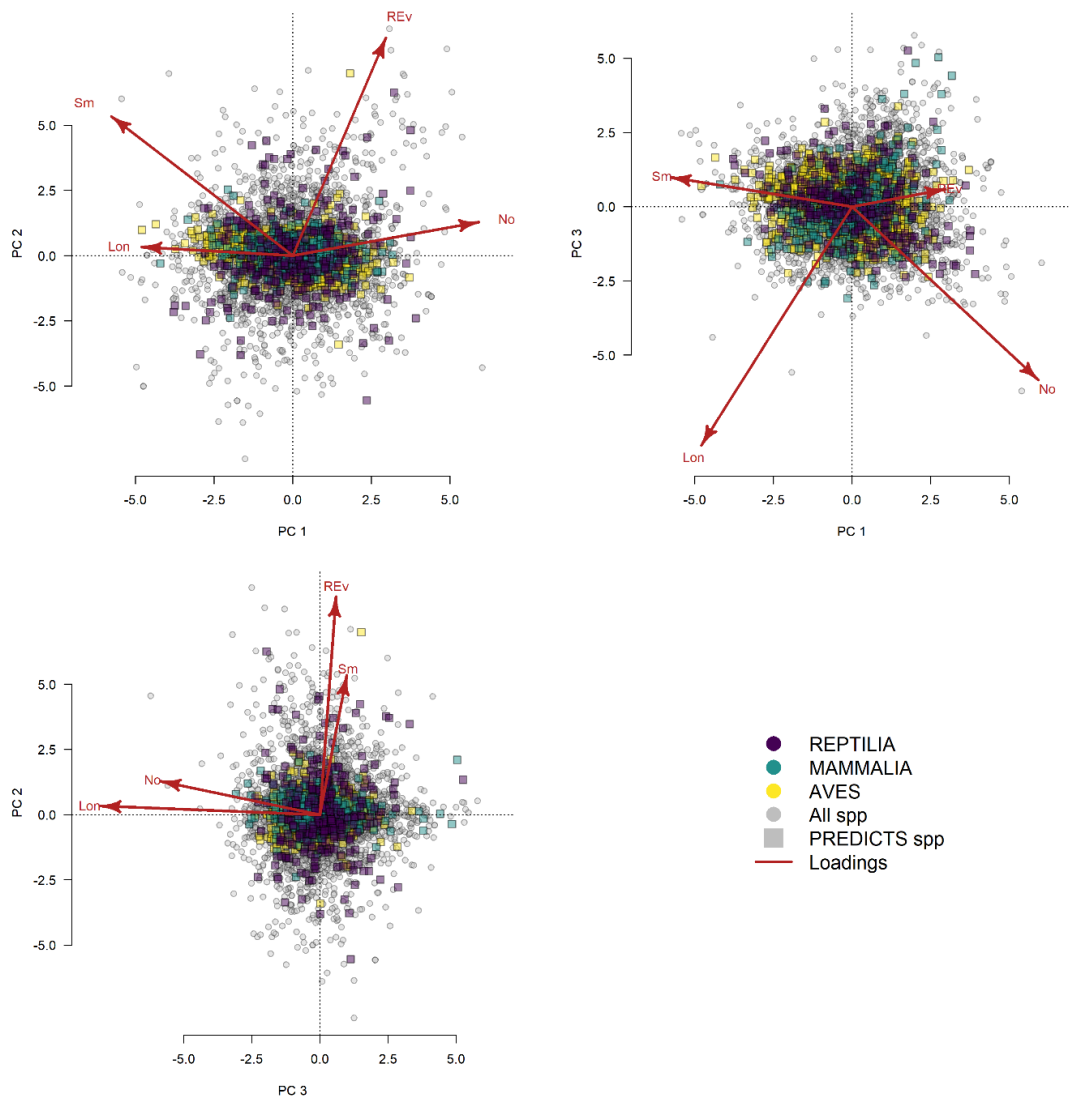 REv
Sm
No
Lon
5.0
2.5
0.0
-2.5
-5.0
PC 2
-5.0 -2.5 0.0 2.5 5.0
PC 1
5.0
2.5
0.0
-2.5
-5.0
PC 3
Sm
REv
No
Lon
-5.0 -2.5 0.0 2.5 5.0
PC 1
REv
Sm
No
Lon
5.0
2.5
0.0
-2.5
-5.0
PC 2
-5.0 -2.5 0.0 2.5 5.0
PC 3
REPTILIA
MAMMALIA
AVES
All spp
PREDICTS spp
Loadings